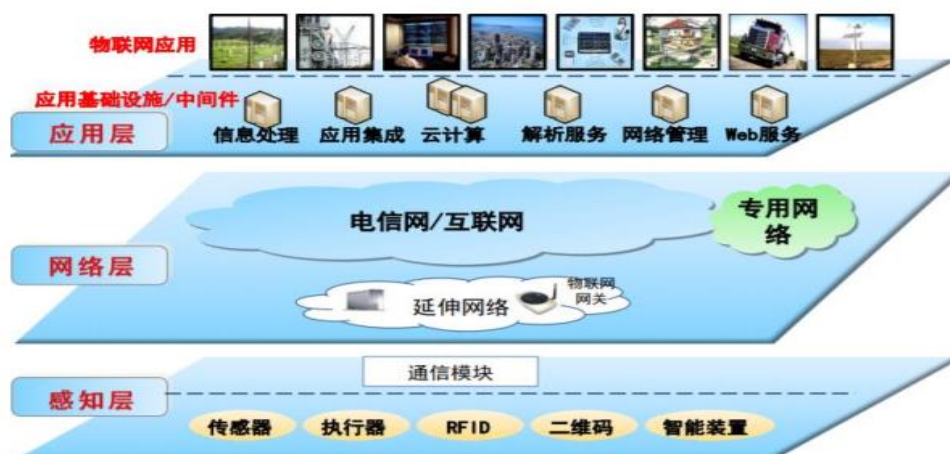 物联网应用
应用基础设施/中间件
应用层
信息处理 应用集成 云计算 解析服务 网络管理 Web服务
电信网/互联网
专用网
络
网络层
物联网
网关
延伸网络
通信模块
感知层
传感器 执行器 RFID 二维码 智能装置